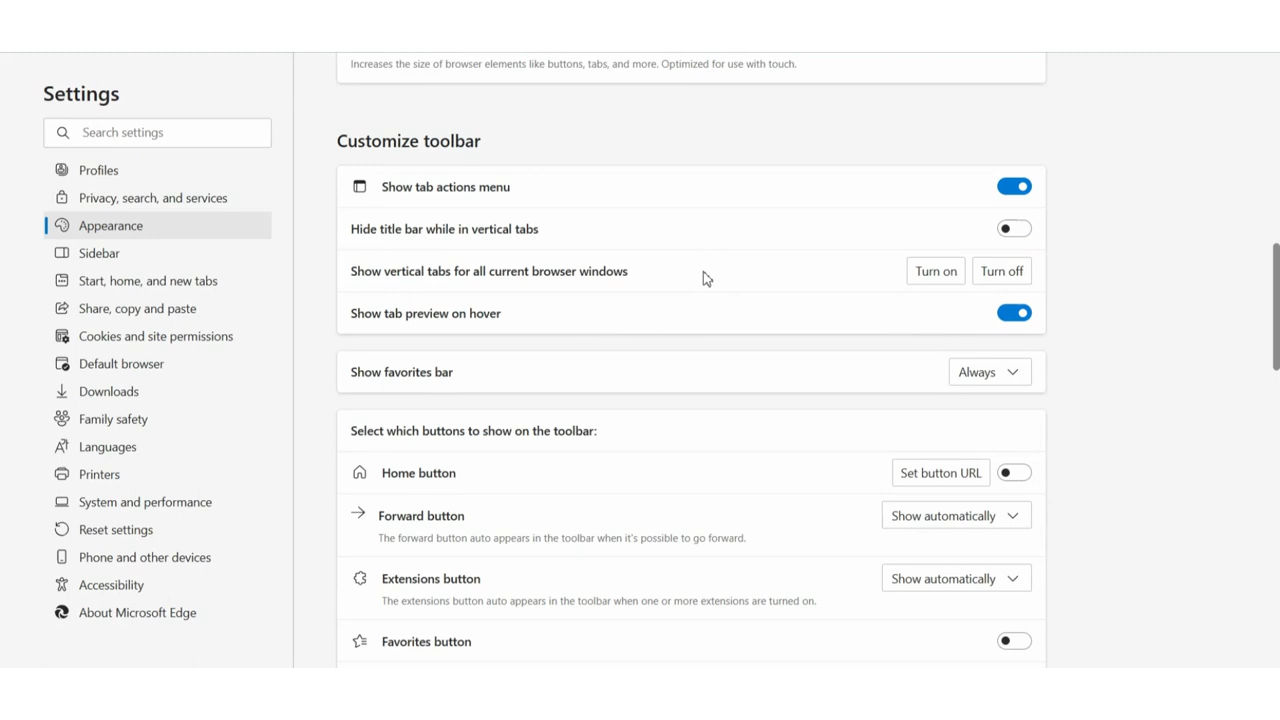 Increases the size of browser elements like buttons, tabs, and more. Optimized for use with touch.
Settings
Search settings
Profiles
Privacy, search, and services
Appearance
Sidebar
Start, home, and new tabs
Share, copy and paste
Cookies and site permissions
Default browser
Downloads
Family safety
Languages
Printers
System and performance
Reset settings
Phone and other devices
Accessibility
About Microsoft Edge
Customize toolbar
Show tab actions menu
Hide title bar while in vertical tabs
Show vertical tabs for all current browser windows Turn on Turn off
Show tab preview on hover
Show favorites bar Always
Select which buttons to show on the toolbar:
Home button Set button URL
Forward button Show automatically
The forward button auto appears in the toolbar when it's possible to go forward.
Extensions button Show automatically
The extensions button auto appears in the toolbar when one or more extensions are turned on.
Favorites button